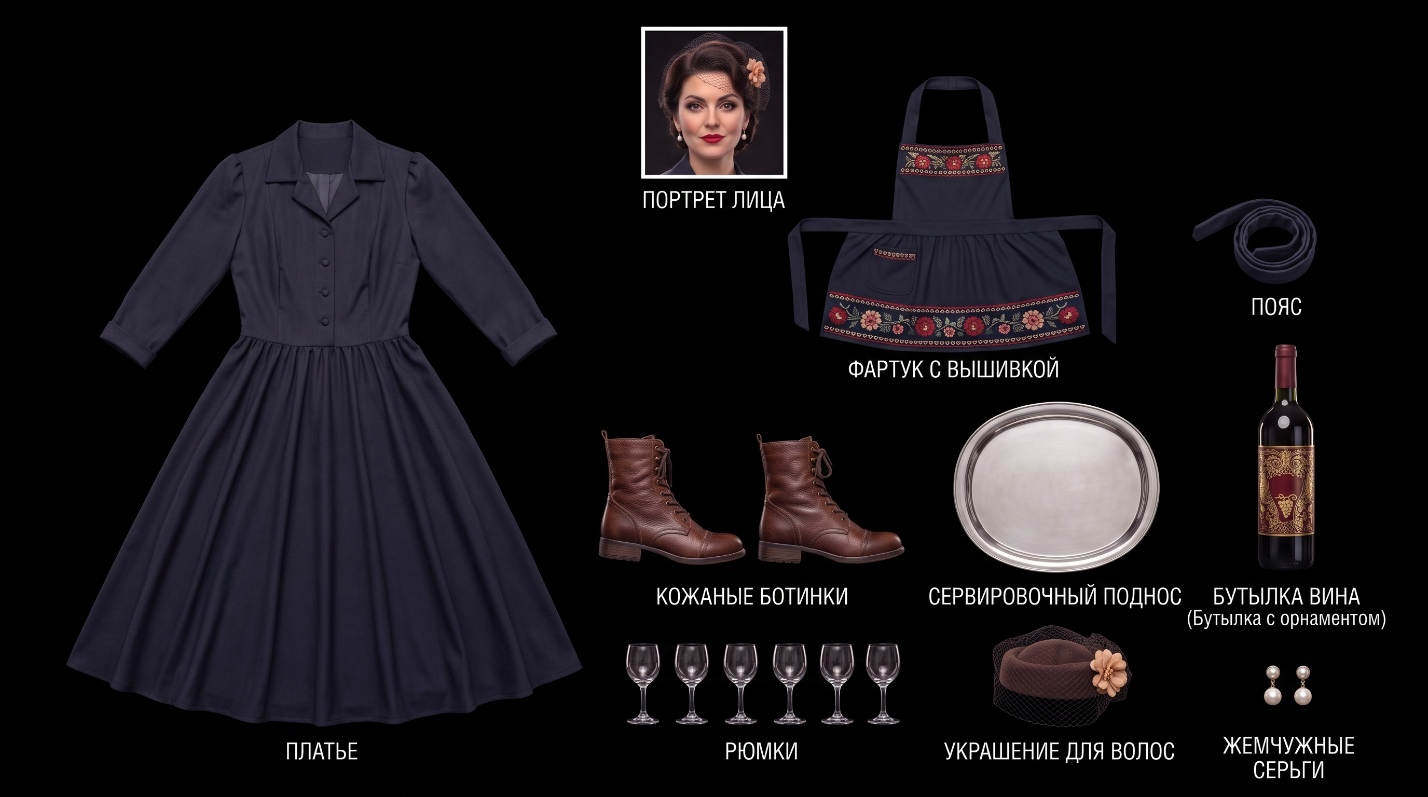 ПОРТРЕТ ЛИЦА
ФАРТУК С ВЫШИВКОЙ
ПОЯС
КОЖАНЫЕ БОТИНКИ
СЕРВИРОВОЧНЫЙ ПОДНОС
БУТЫЛКА ВИНА
(Бутылка с орнаментом)
ПЛАТЬЕ
РЮМКИ
УКРАШЕНИЕ ДЛЯ ВОЛОС
ЖЕМЧУЖНЫЕ
СЕРЬГИ